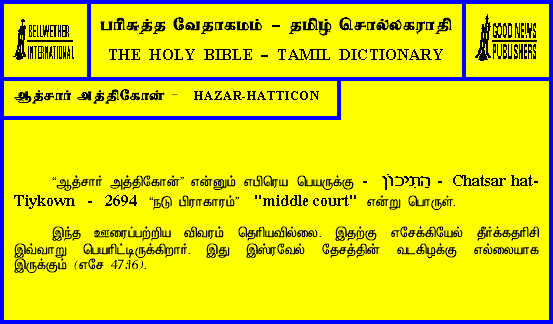 BELLWETHER
INTERNATIONAL
பரிசுத்த வேதாகமம் – தமிழ் சொல்லகராதி
THE HOLY BIBLE – TAMIL DICTIONARY
GOOD NEWS
PUBLISHERS
ஆத்சார் அத்திகோன் – HAZAR-HATTICON
“ஆத்சார் அத்திகோன்” என்னும் எபிரெய பெயருக்கு - הַתִּיכוֹן - Chatsar hat-
Tiykown - 2694 “நடு பிராகாரம்” "middle court" என்று பொருள்.
இந்த ஊரைப்பற்றிய விவரம் தெரியவில்லை. இதற்கு எசேக்கியேல் தீர்க்கதரிசி
இவ்வாறு பெயரிட்டிருக்கிறார். இது இஸ்ரவேல் தேசத்தின் வடகிழக்கு எல்லையாக
இருக்கும் (எசே 47:16).